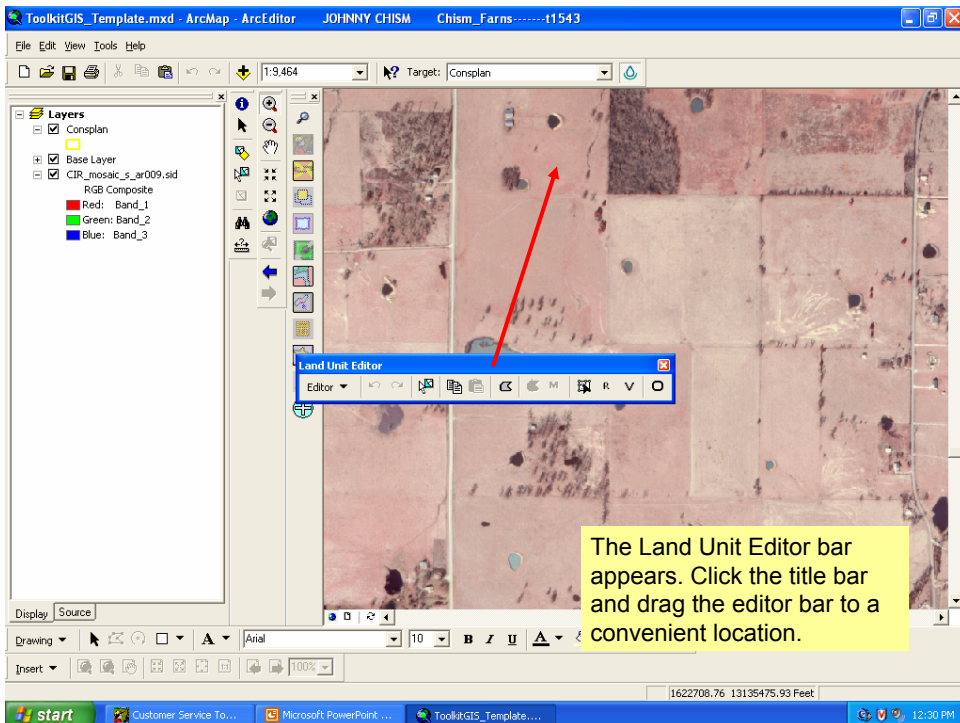 ToolkitGIS_Template.mxd - ArcMap - ArcEditor JOHNNY CHISM Chism_Farns-------t1543
File Edit View Tools Help
1:9,464 Target: Consplan
Layers
Consplan
Base Layer
CIR_mosaic_s_ar009.sid
RGB Composite
Red: Band_1
Green: Band_2
Blue: Band_3
Land Unit Editor
Editor M R V
The Land Unit Editor bar
appears. Click the title bar
and drag the editor bar to a
convenient location.
Display Source
Drawing A Arial 10 B I U A
Insert 100%
1622708.76 13135475.93 Feet
start Customer Service To... Microsoft PowerPoint ... ToolkitGIS_Template.... 12:30 PM